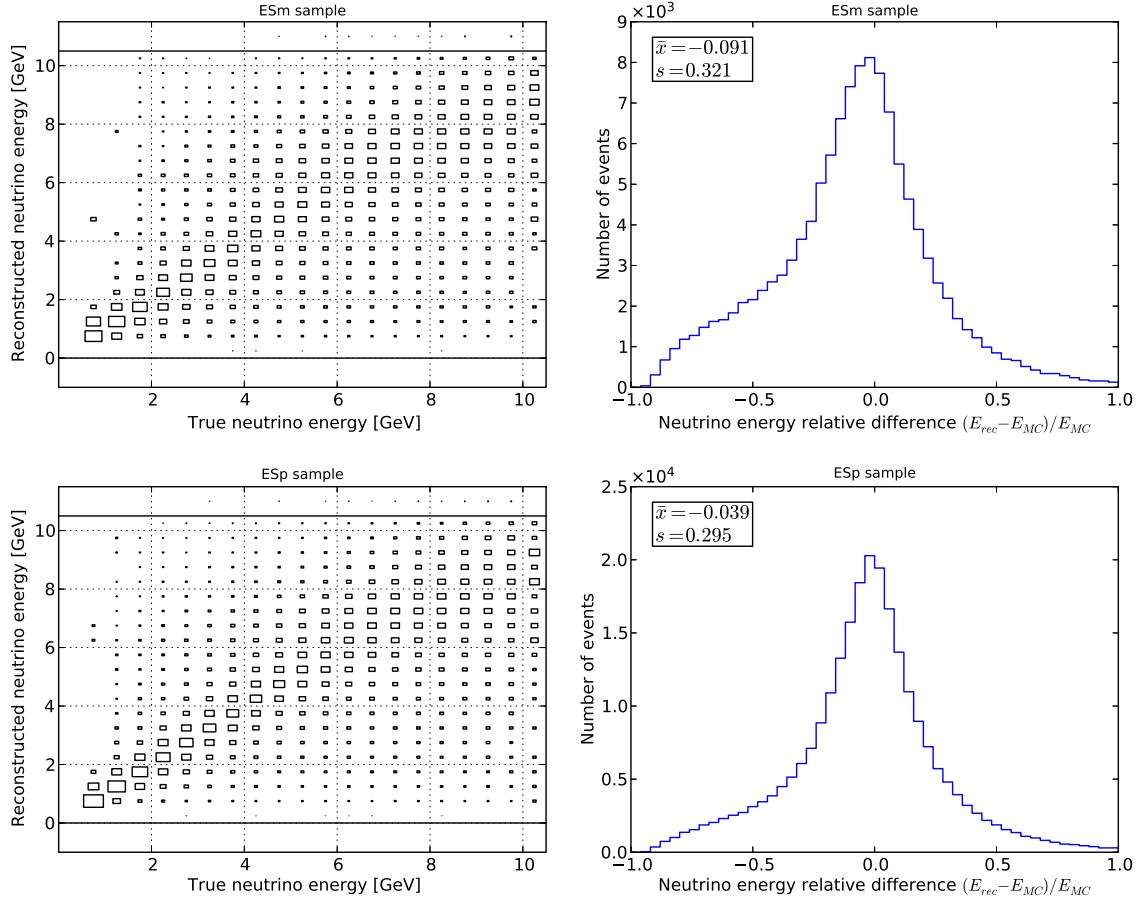 ESm sample
Reconstructed neutrino energy [GeV]
10
8
6
4
2
0
2 4 6 8 10
True neutrino energy [GeV]
ESm sample
×10³
x̄ = −0.091
s = 0.321
Number of events
9
8
7
6
5
4
3
2
1
0
−1.0 −0.5 0.0 0.5 1.0
Neutrino energy relative difference (E_rec − E_MC)/E_MC
ESp sample
Reconstructed neutrino energy [GeV]
10
8
6
4
2
0
2 4 6 8 10
True neutrino energy [GeV]
ESp sample
×10⁴
x̄ = −0.039
s = 0.295
Number of events
2.5
2.0
1.5
1.0
0.5
0.0
−1.0 −0.5 0.0 0.5 1.0
Neutrino energy relative difference (E_rec − E_MC)/E_MC